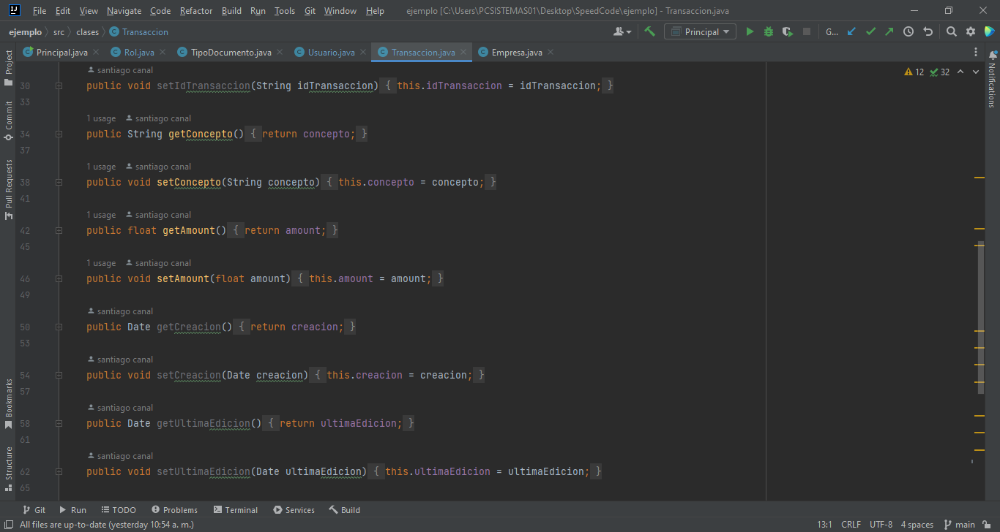 File Edit View Navigate Code Refactor Build Run Tools Git Window Help ejemplo [C:\Users\PCSISTEMAS01\Desktop\SpeedCode\ejemplo] - Transaccion.java
ejemplo src clases Transaccion Principal G...
Principal.java Rol.java TipoDocumento.java Usuario.java Transaccion.java Empresa.java
Project
Commit
Pull Requests
Bookmarks
Structure
Notifications
12 32
santiago canal
30 public void setIdTransaccion(String idTransaccion) { this.idTransaccion = idTransaccion; }
33
1 usage santiago canal
34 public String getConcepto() { return concepto; }
37
1 usage santiago canal
38 public void setConcepto(String concepto) { this.concepto = concepto; }
41
1 usage santiago canal
42 public float getAmount() { return amount; }
45
1 usage santiago canal
46 public void setAmount(float amount) { this.amount = amount; }
49
santiago canal
50 public Date getCreacion() { return creacion; }
53
santiago canal
54 public void setCreacion(Date creacion) { this.creacion = creacion; }
57
santiago canal
58 public Date getUltimaEdicion() { return ultimaEdicion; }
61
santiago canal
62 public void setUltimaEdicion(Date ultimaEdicion) { this.ultimaEdicion = ultimaEdicion; }
65
Git Run TODO Problems Terminal Services Build
All files are up-to-date (yesterday 10:54 a. m.) 13:1 CRLF UTF-8 4 spaces main